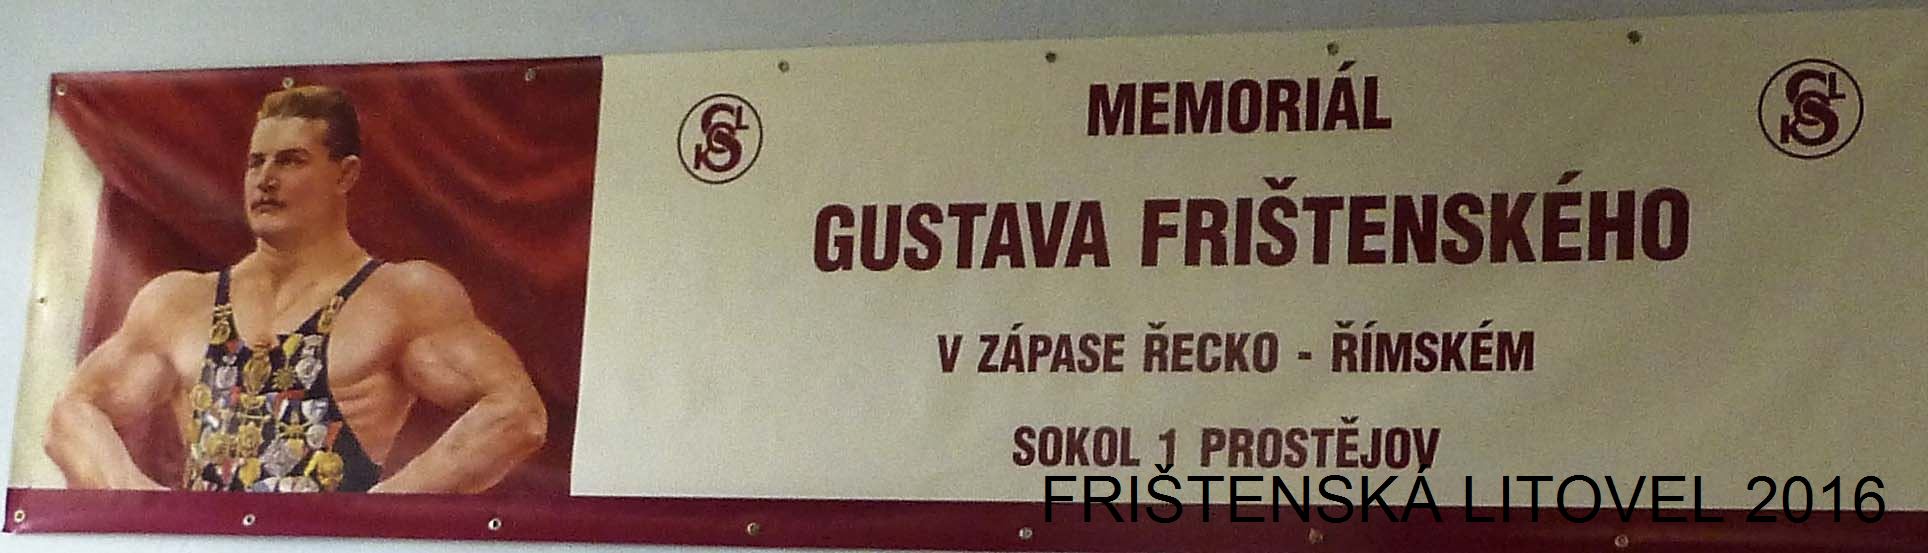 MEMORIÁL
GUSTAVA FRIŠTENSKÉHO
V ZÁPASE ŘECKO - ŘÍMSKÉM
SOKOL 1 PROSTĚJOV
FRIŠTENSKÁ LITOVEL 2016